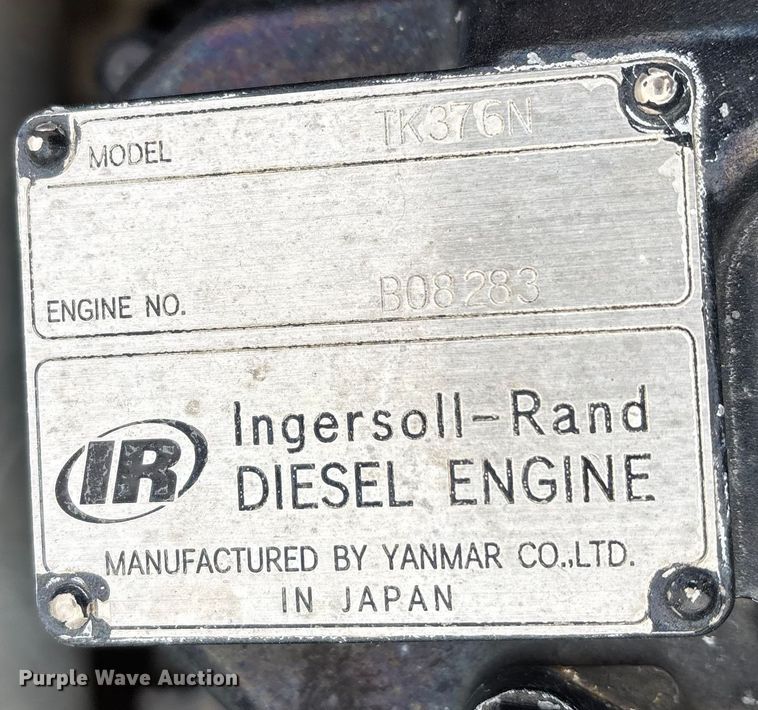 MODEL TK376N
ENGINE NO. B08283
IR
Ingersoll-Rand
DIESEL ENGINE
MANUFACTURED BY YANMAR CO.,LTD.
IN JAPAN
Purple Wave Auction